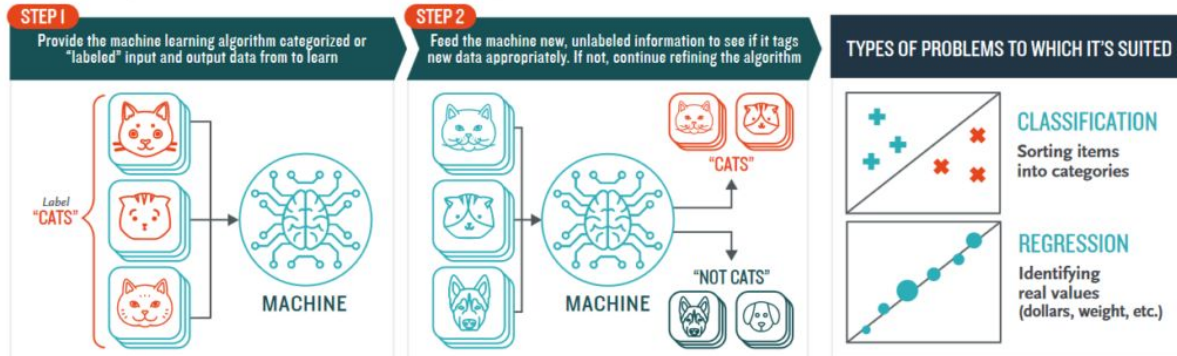 STEP 1
Provide the machine learning algorithm categorized or
"labeled" input and output data from to learn
Label
"CATS"
MACHINE
STEP 2
Feed the machine new, unlabeled information to see if it tags
new data appropriately. If not, continue refining the algorithm
MACHINE
"CATS"
"NOT CATS"
TYPES OF PROBLEMS TO WHICH IT'S SUITED
CLASSIFICATION
Sorting items
into categories
REGRESSION
Identifying
real values
(dollars, weight, etc.)